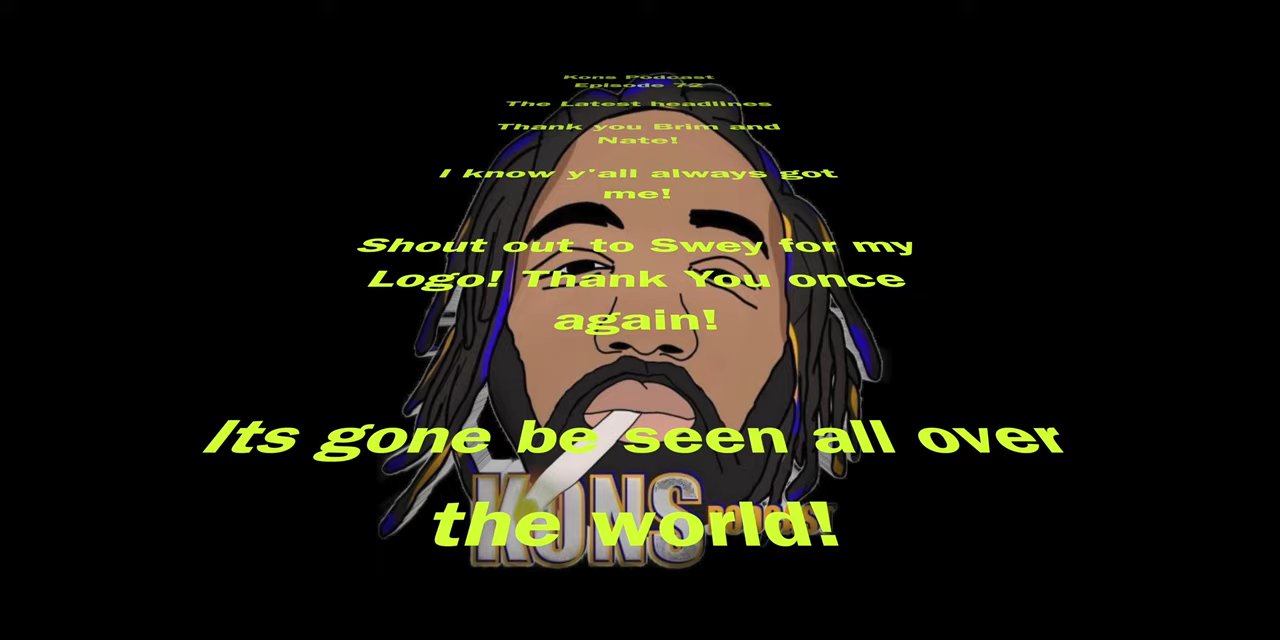 Kons Podcast
Episode 72
The Latest headlines
Thank you Brim and
Nate!
I know y'all always got
me!
Shout out to Swey for my
Logo! Thank You once
again!
Its gone be seen all over
the world!
KONS PODCAST